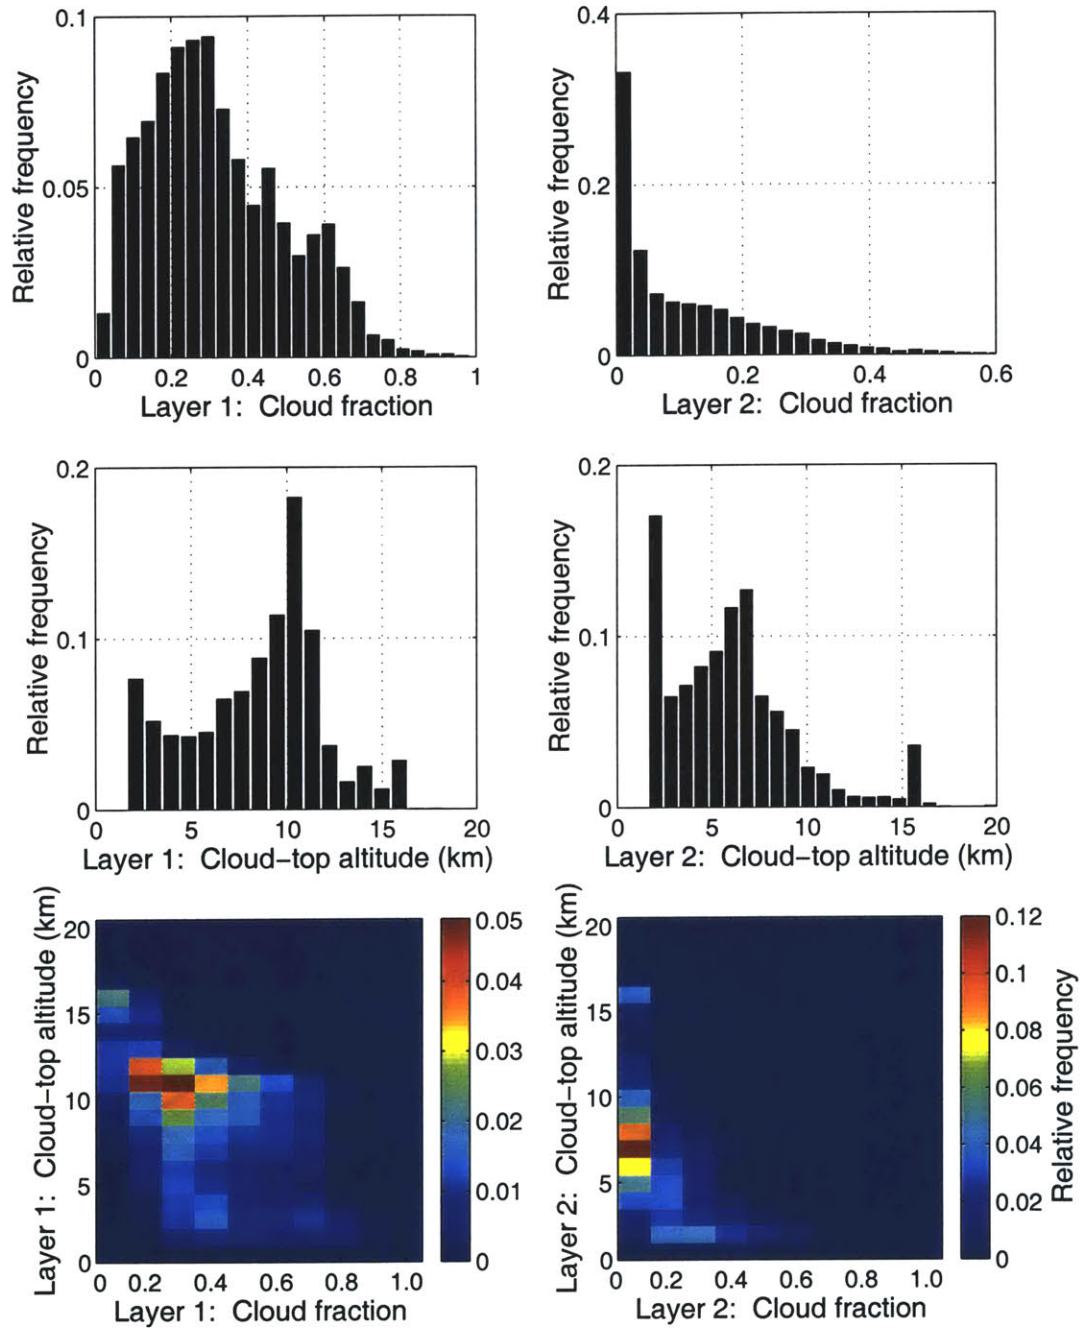 0.1
0.05
0
Relative frequency
0 0.2 0.4 0.6 0.8 1
Layer 1: Cloud fraction
0.4
0.2
0
Relative frequency
0 0.2 0.4 0.6
Layer 2: Cloud fraction
0.2
0.1
0
Relative frequency
0 5 10 15 20
Layer 1: Cloud-top altitude (km)
0.2
0.1
0
Relative frequency
0 5 10 15 20
Layer 2: Cloud-top altitude (km)
Layer 1: Cloud-top altitude (km)
20
15
10
5
0
0 0.2 0.4 0.6 0.8 1.0
Layer 1: Cloud fraction
0.05
0.04
0.03
0.02
0.01
0
Layer 2: Cloud-top altitude (km)
20
15
10
5
0
0 0.2 0.4 0.6 0.8 1.0
Layer 2: Cloud fraction
0.12
0.1
0.08
0.06
0.04
0.02
0
Relative frequency